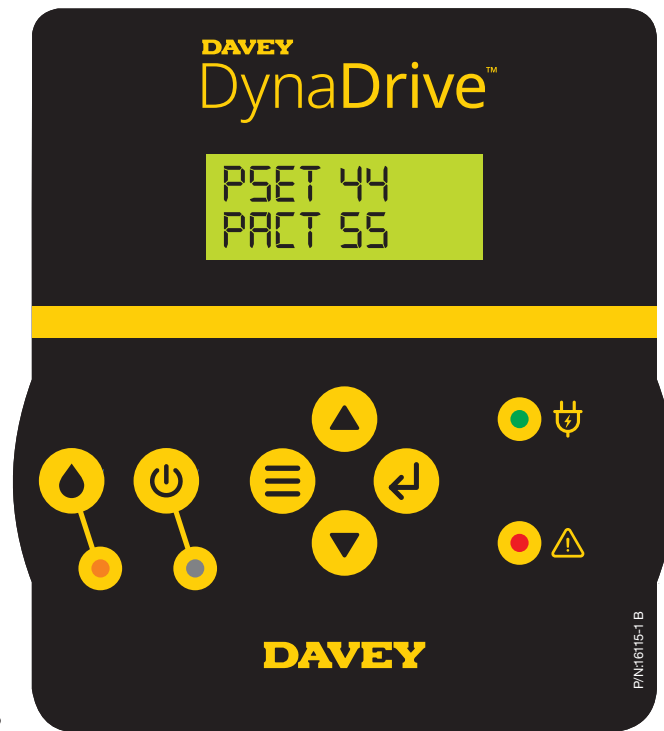 DAVEY
DynaDrive™
PSET 44
PACT 55
DAVEY
P/N:16115-1 B